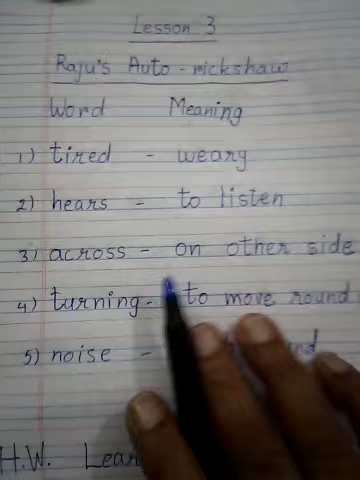 Lesson 3
Raju's Auto-rickshaw
Word Meaning
1) tired - weary
2) hears - to listen
3) across - on other side
4) turning - to move round
5) noise -
H.W.